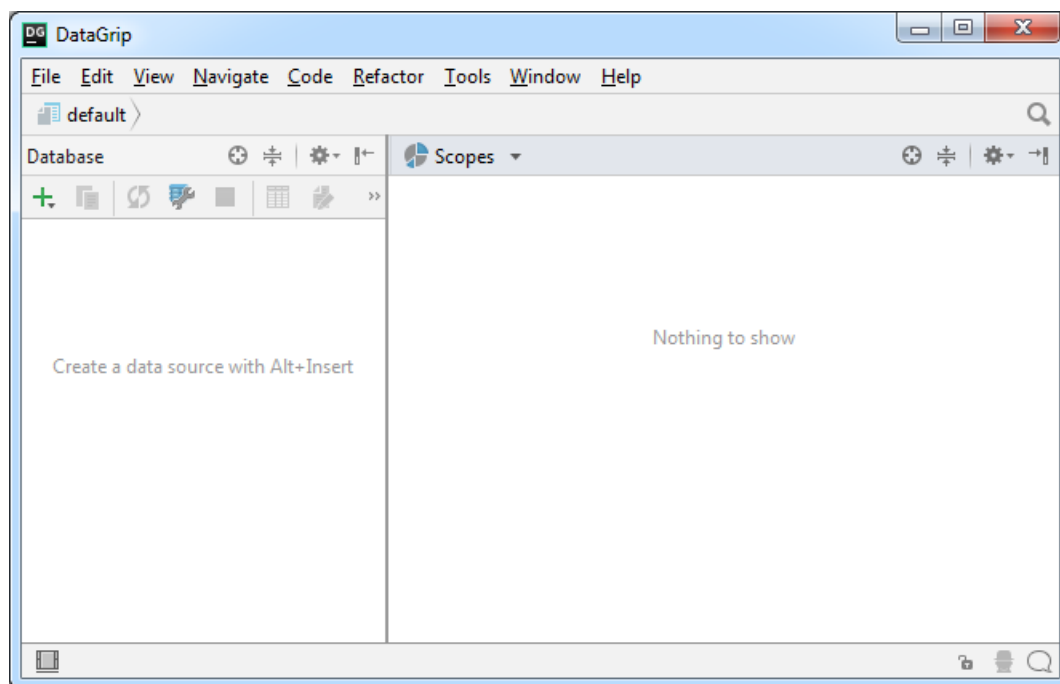 DG DataGrip
File Edit View Navigate Code Refactor Tools Window Help
default
Database
Scopes
Nothing to show
Create a data source with Alt+Insert